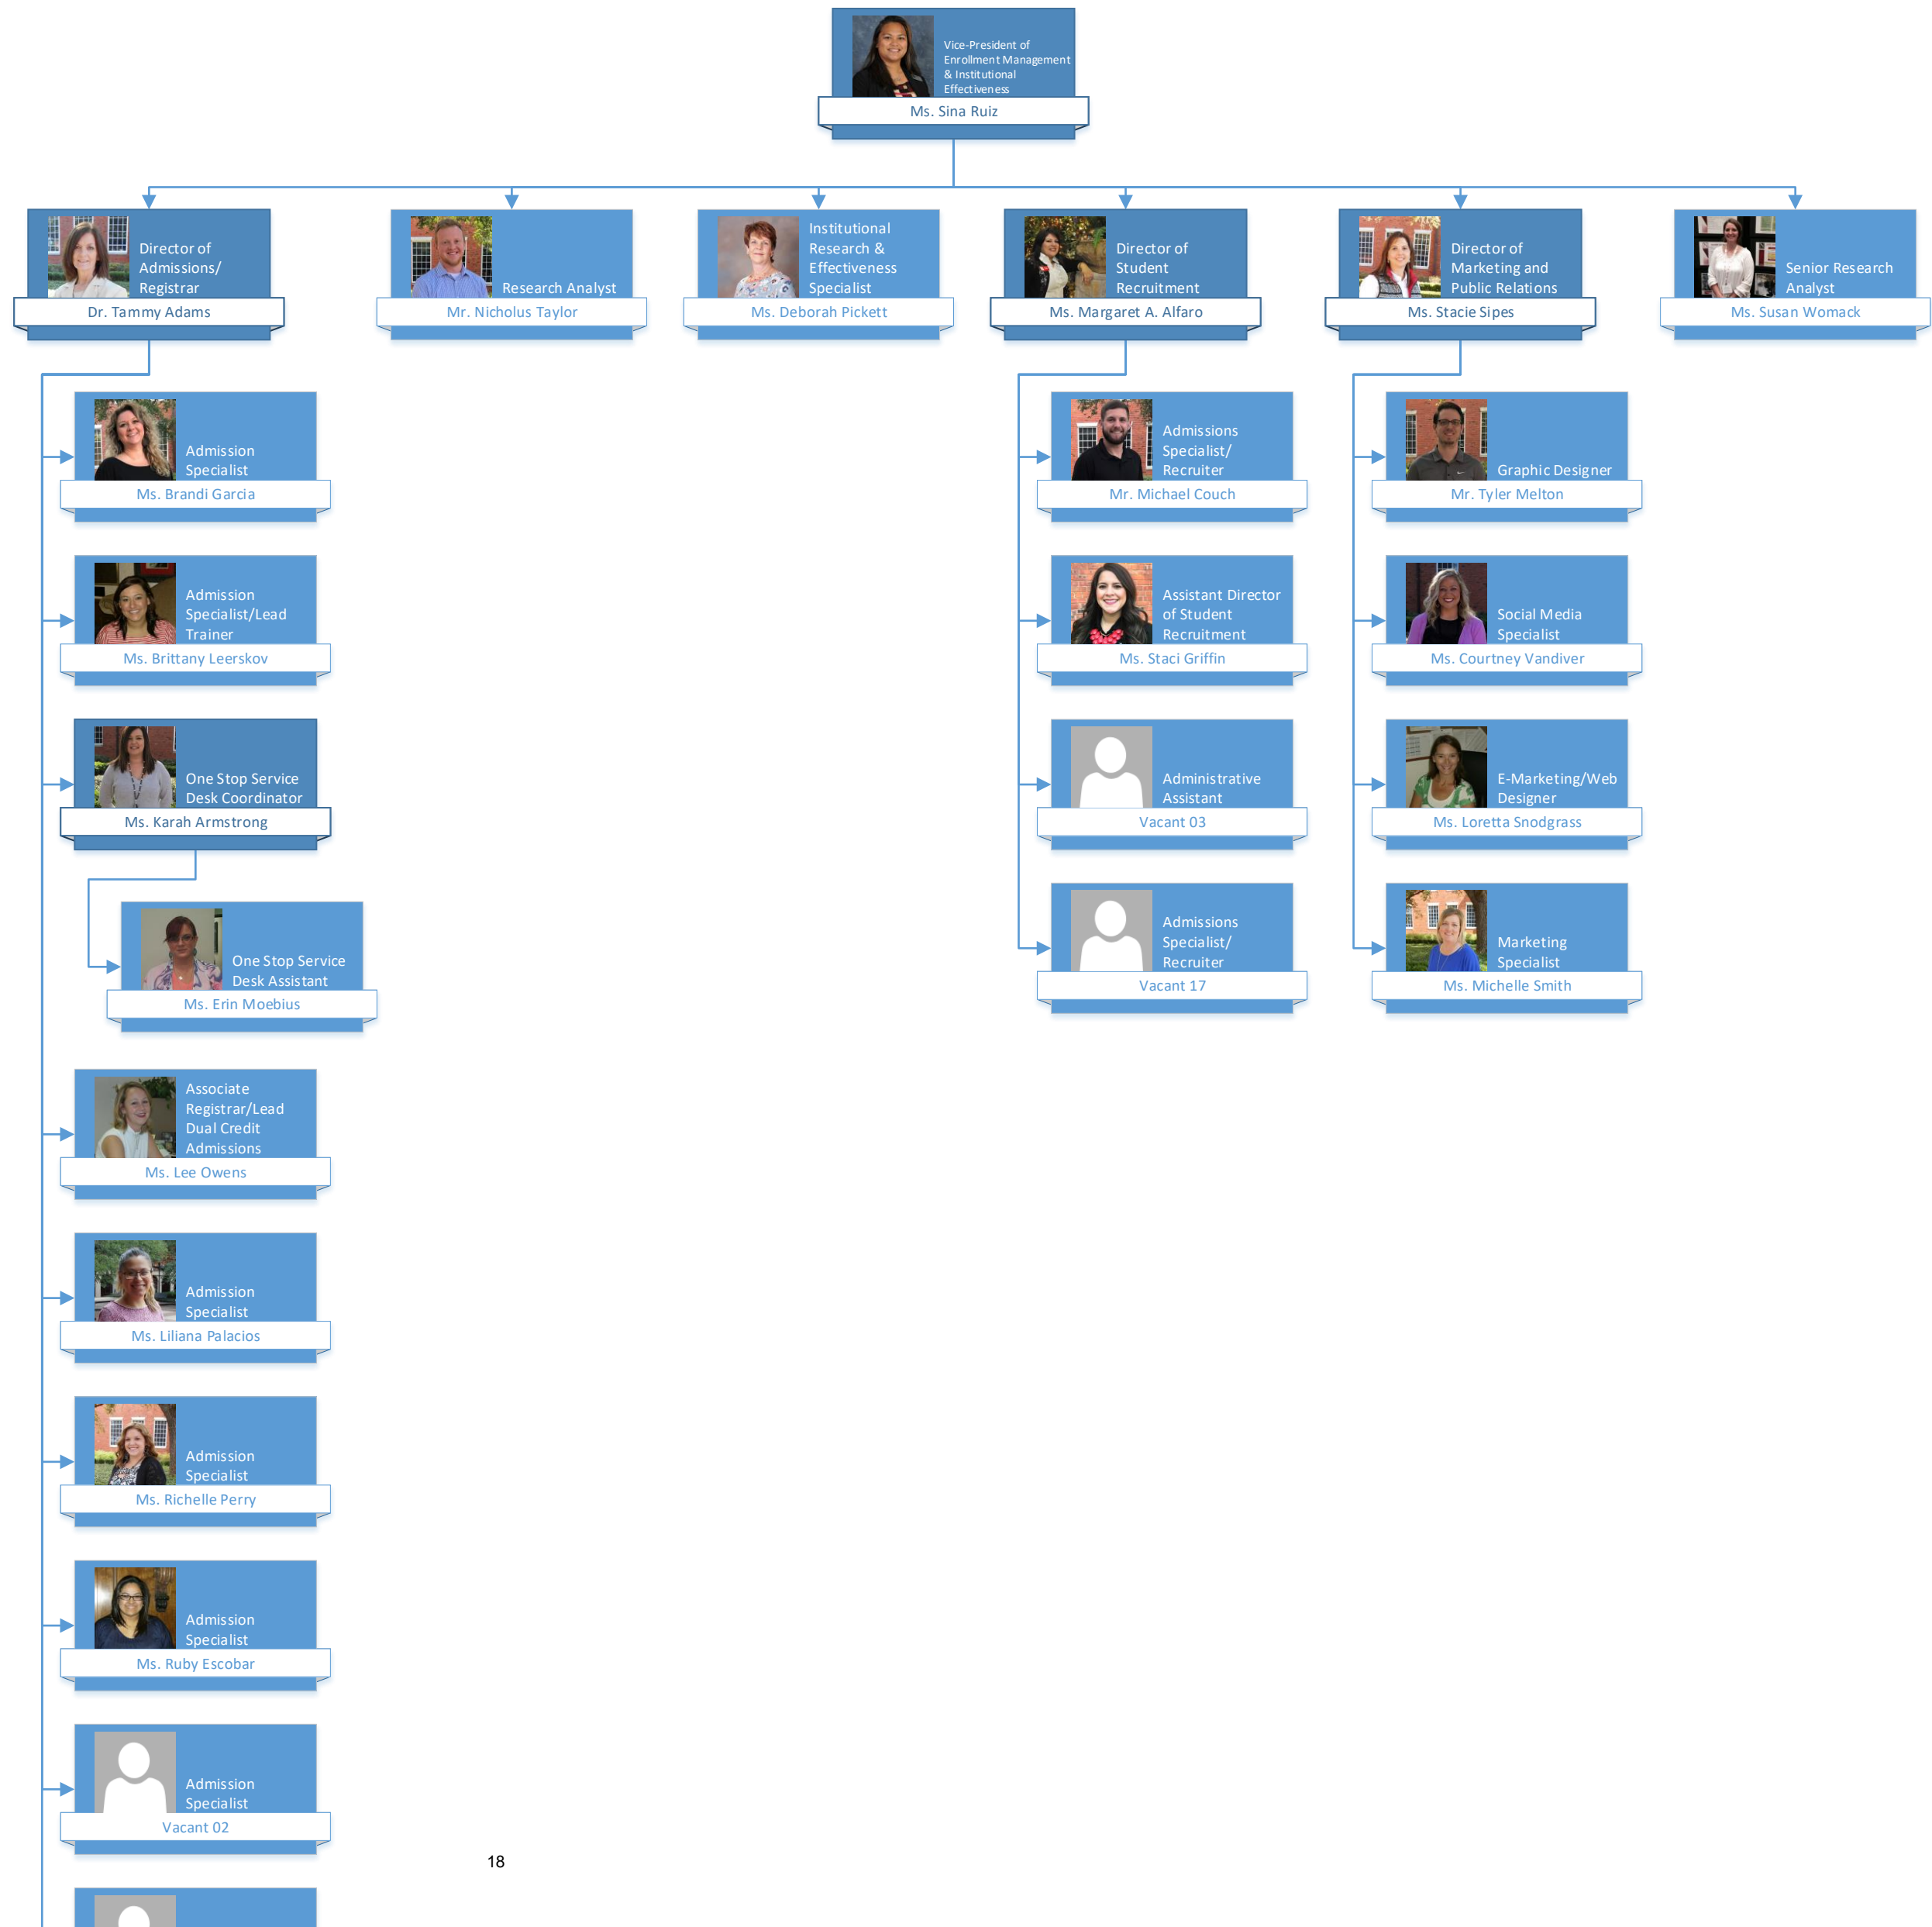 Vice-President of
Enrollment Management
& Institutional
Effectiveness
Ms. Sina Ruiz
Director of
Admissions/
Registrar
Dr. Tammy Adams
Research Analyst
Mr. Nicholus Taylor
Institutional
Research &
Effectiveness
Specialist
Ms. Deborah Pickett
Director of
Student
Recruitment
Ms. Margaret A. Alfaro
Director of
Marketing and
Public Relations
Ms. Stacie Sipes
Senior Research
Analyst
Ms. Susan Womack
Admission
Specialist
Ms. Brandi Garcia
Admission
Specialist/Lead
Trainer
Ms. Brittany Leerskov
One Stop Service
Desk Coordinator
Ms. Karah Armstrong
One Stop Service
Desk Assistant
Ms. Erin Moebius
Associate
Registrar/Lead
Dual Credit
Admissions
Ms. Lee Owens
Admission
Specialist
Ms. Liliana Palacios
Admission
Specialist
Ms. Richelle Perry
Admission
Specialist
Ms. Ruby Escobar
Admission
Specialist
Vacant 02
Admissions
Specialist/
Recruiter
Mr. Michael Couch
Assistant Director
of Student
Recruitment
Ms. Staci Griffin
Administrative
Assistant
Vacant 03
Admissions
Specialist/
Recruiter
Vacant 17
Graphic Designer
Mr. Tyler Melton
Social Media
Specialist
Ms. Courtney Vandiver
E-Marketing/Web
Designer
Ms. Loretta Snodgrass
Marketing
Specialist
Ms. Michelle Smith
18